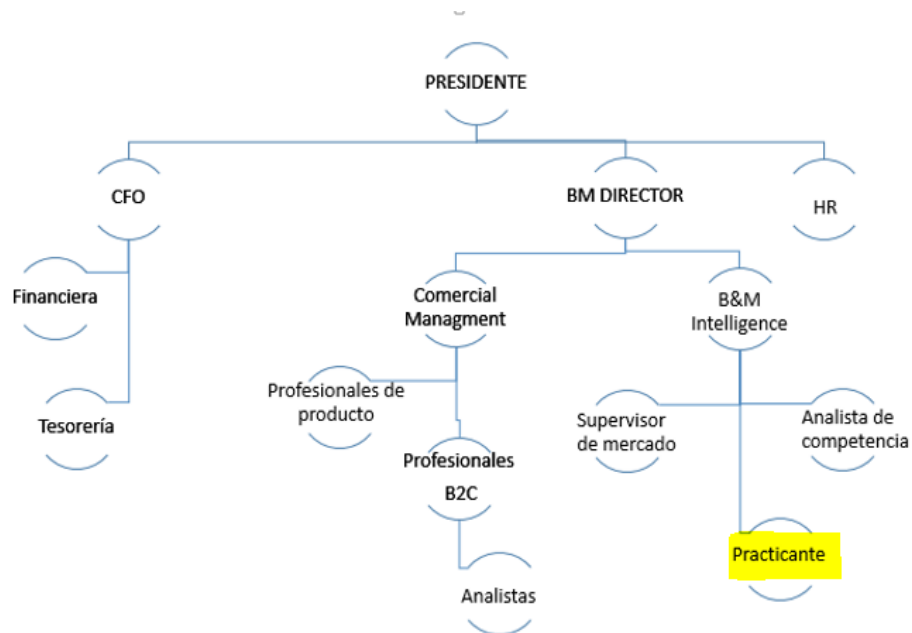 PRESIDENTE
CFO
BM DIRECTOR
HR
Financiera
Comercial
Managment
B&M
Intelligence
Profesionales de
producto
Tesorería
Supervisor
de mercado
Analista de
competencia
Profesionales
B2C
Practicante
Analistas